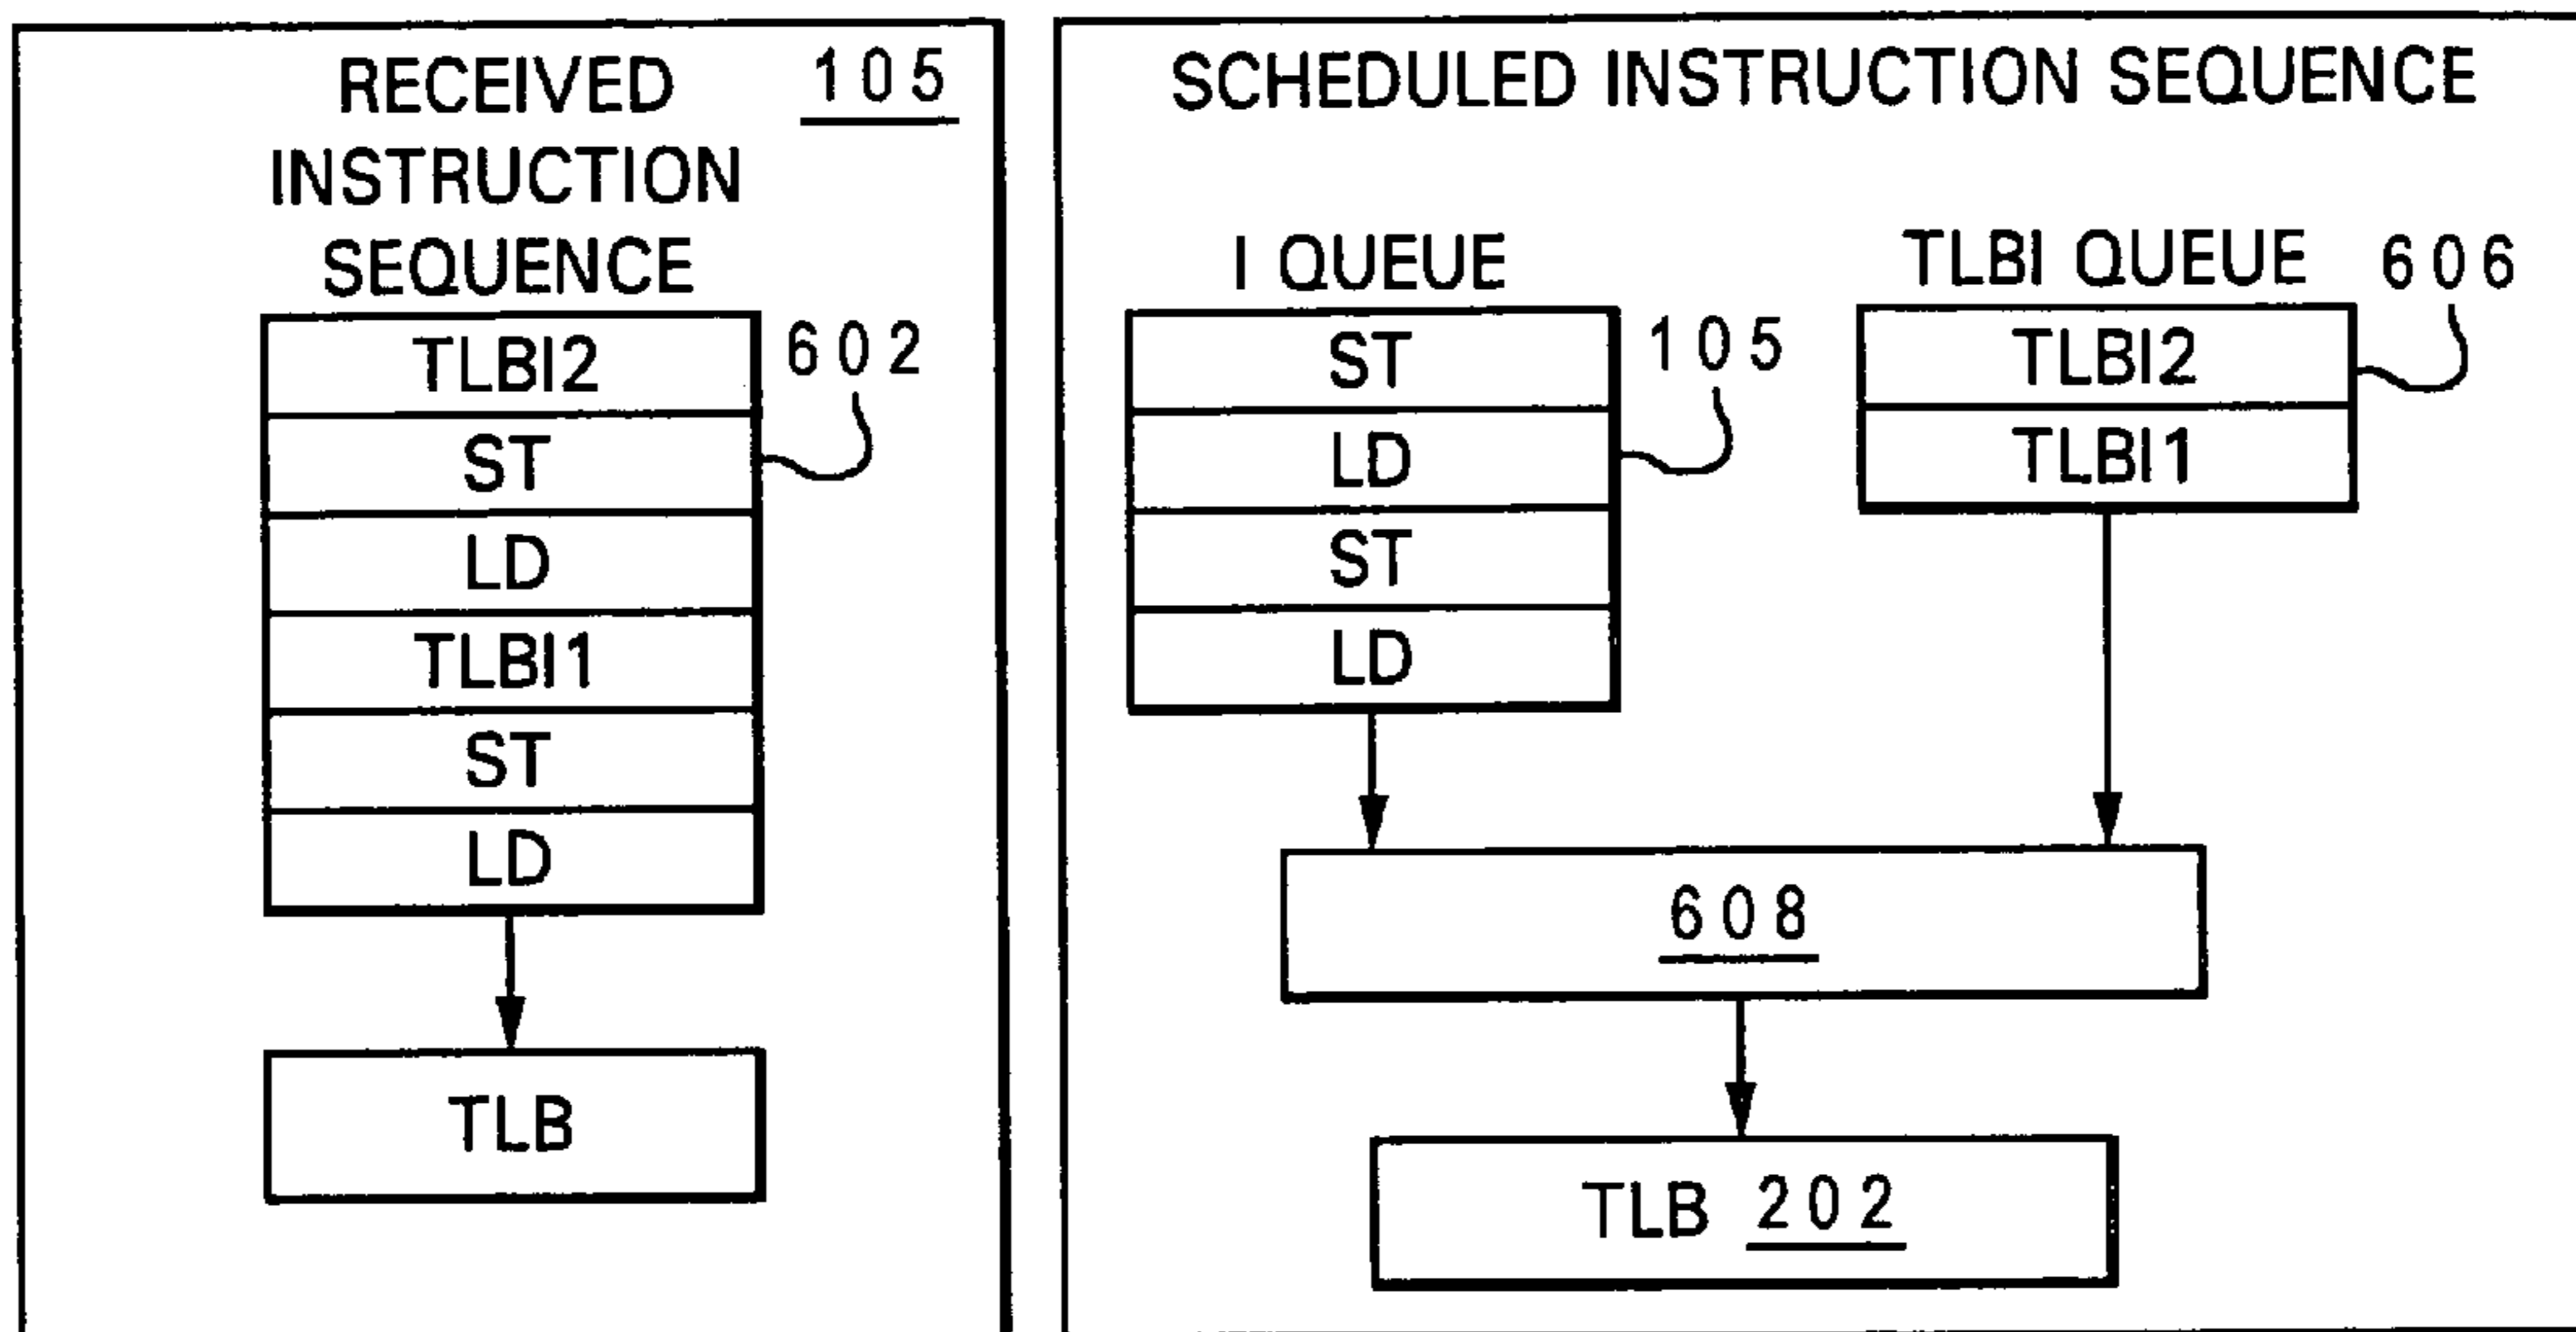 RECEIVED 105
INSTRUCTION
SEQUENCE
TLBI2
602
ST
LD
TLBI1
ST
LD
TLB
SCHEDULED INSTRUCTION SEQUENCE
I QUEUE
ST
105
LD
ST
LD
TLBI QUEUE
606
TLBI2
TLBI1
608
TLB 202